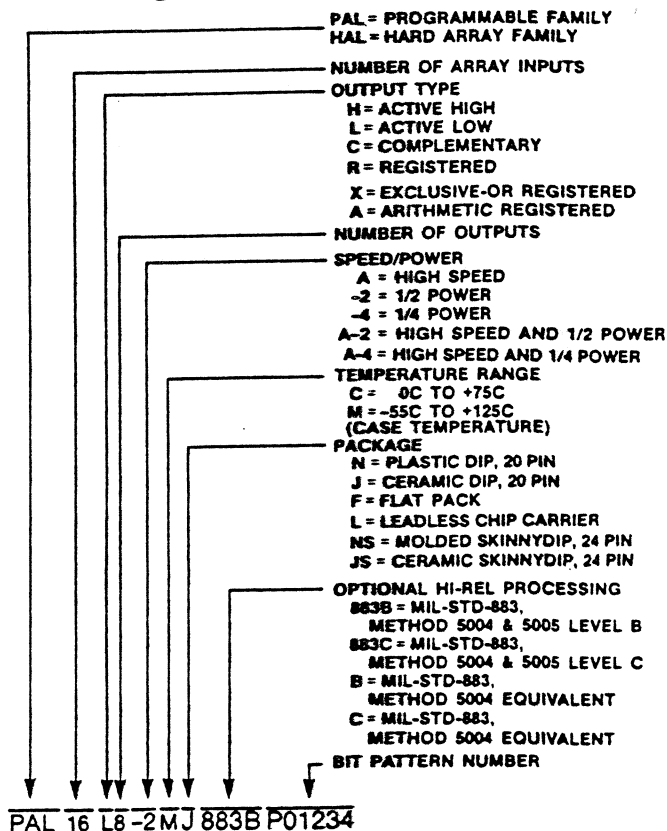 PAL = PROGRAMMABLE FAMILY
HAL = HARD ARRAY FAMILY
NUMBER OF ARRAY INPUTS
OUTPUT TYPE
H = ACTIVE HIGH
L = ACTIVE LOW
C = COMPLEMENTARY
R = REGISTERED
X = EXCLUSIVE-OR REGISTERED
A = ARITHMETIC REGISTERED
NUMBER OF OUTPUTS
SPEED/POWER
A = HIGH SPEED
-2 = 1/2 POWER
-4 = 1/4 POWER
A-2 = HIGH SPEED AND 1/2 POWER
A-4 = HIGH SPEED AND 1/4 POWER
TEMPERATURE RANGE
C = 0C TO +75C
M = -55C TO +125C
(CASE TEMPERATURE)
PACKAGE
N = PLASTIC DIP, 20 PIN
J = CERAMIC DIP, 20 PIN
F = FLAT PACK
L = LEADLESS CHIP CARRIER
NS = MOLDED SKINNYDIP, 24 PIN
JS = CERAMIC SKINNYDIP, 24 PIN
OPTIONAL HI-REL PROCESSING
883B = MIL-STD-883,
METHOD 5004 & 5005 LEVEL B
883C = MIL-STD-883,
METHOD 5004 & 5005 LEVEL C
B = MIL-STD-883,
METHOD 5004 EQUIVALENT
C = MIL-STD-883,
METHOD 5004 EQUIVALENT
BIT PATTERN NUMBER
PAL 16 L8 -2 M J 883B P01234